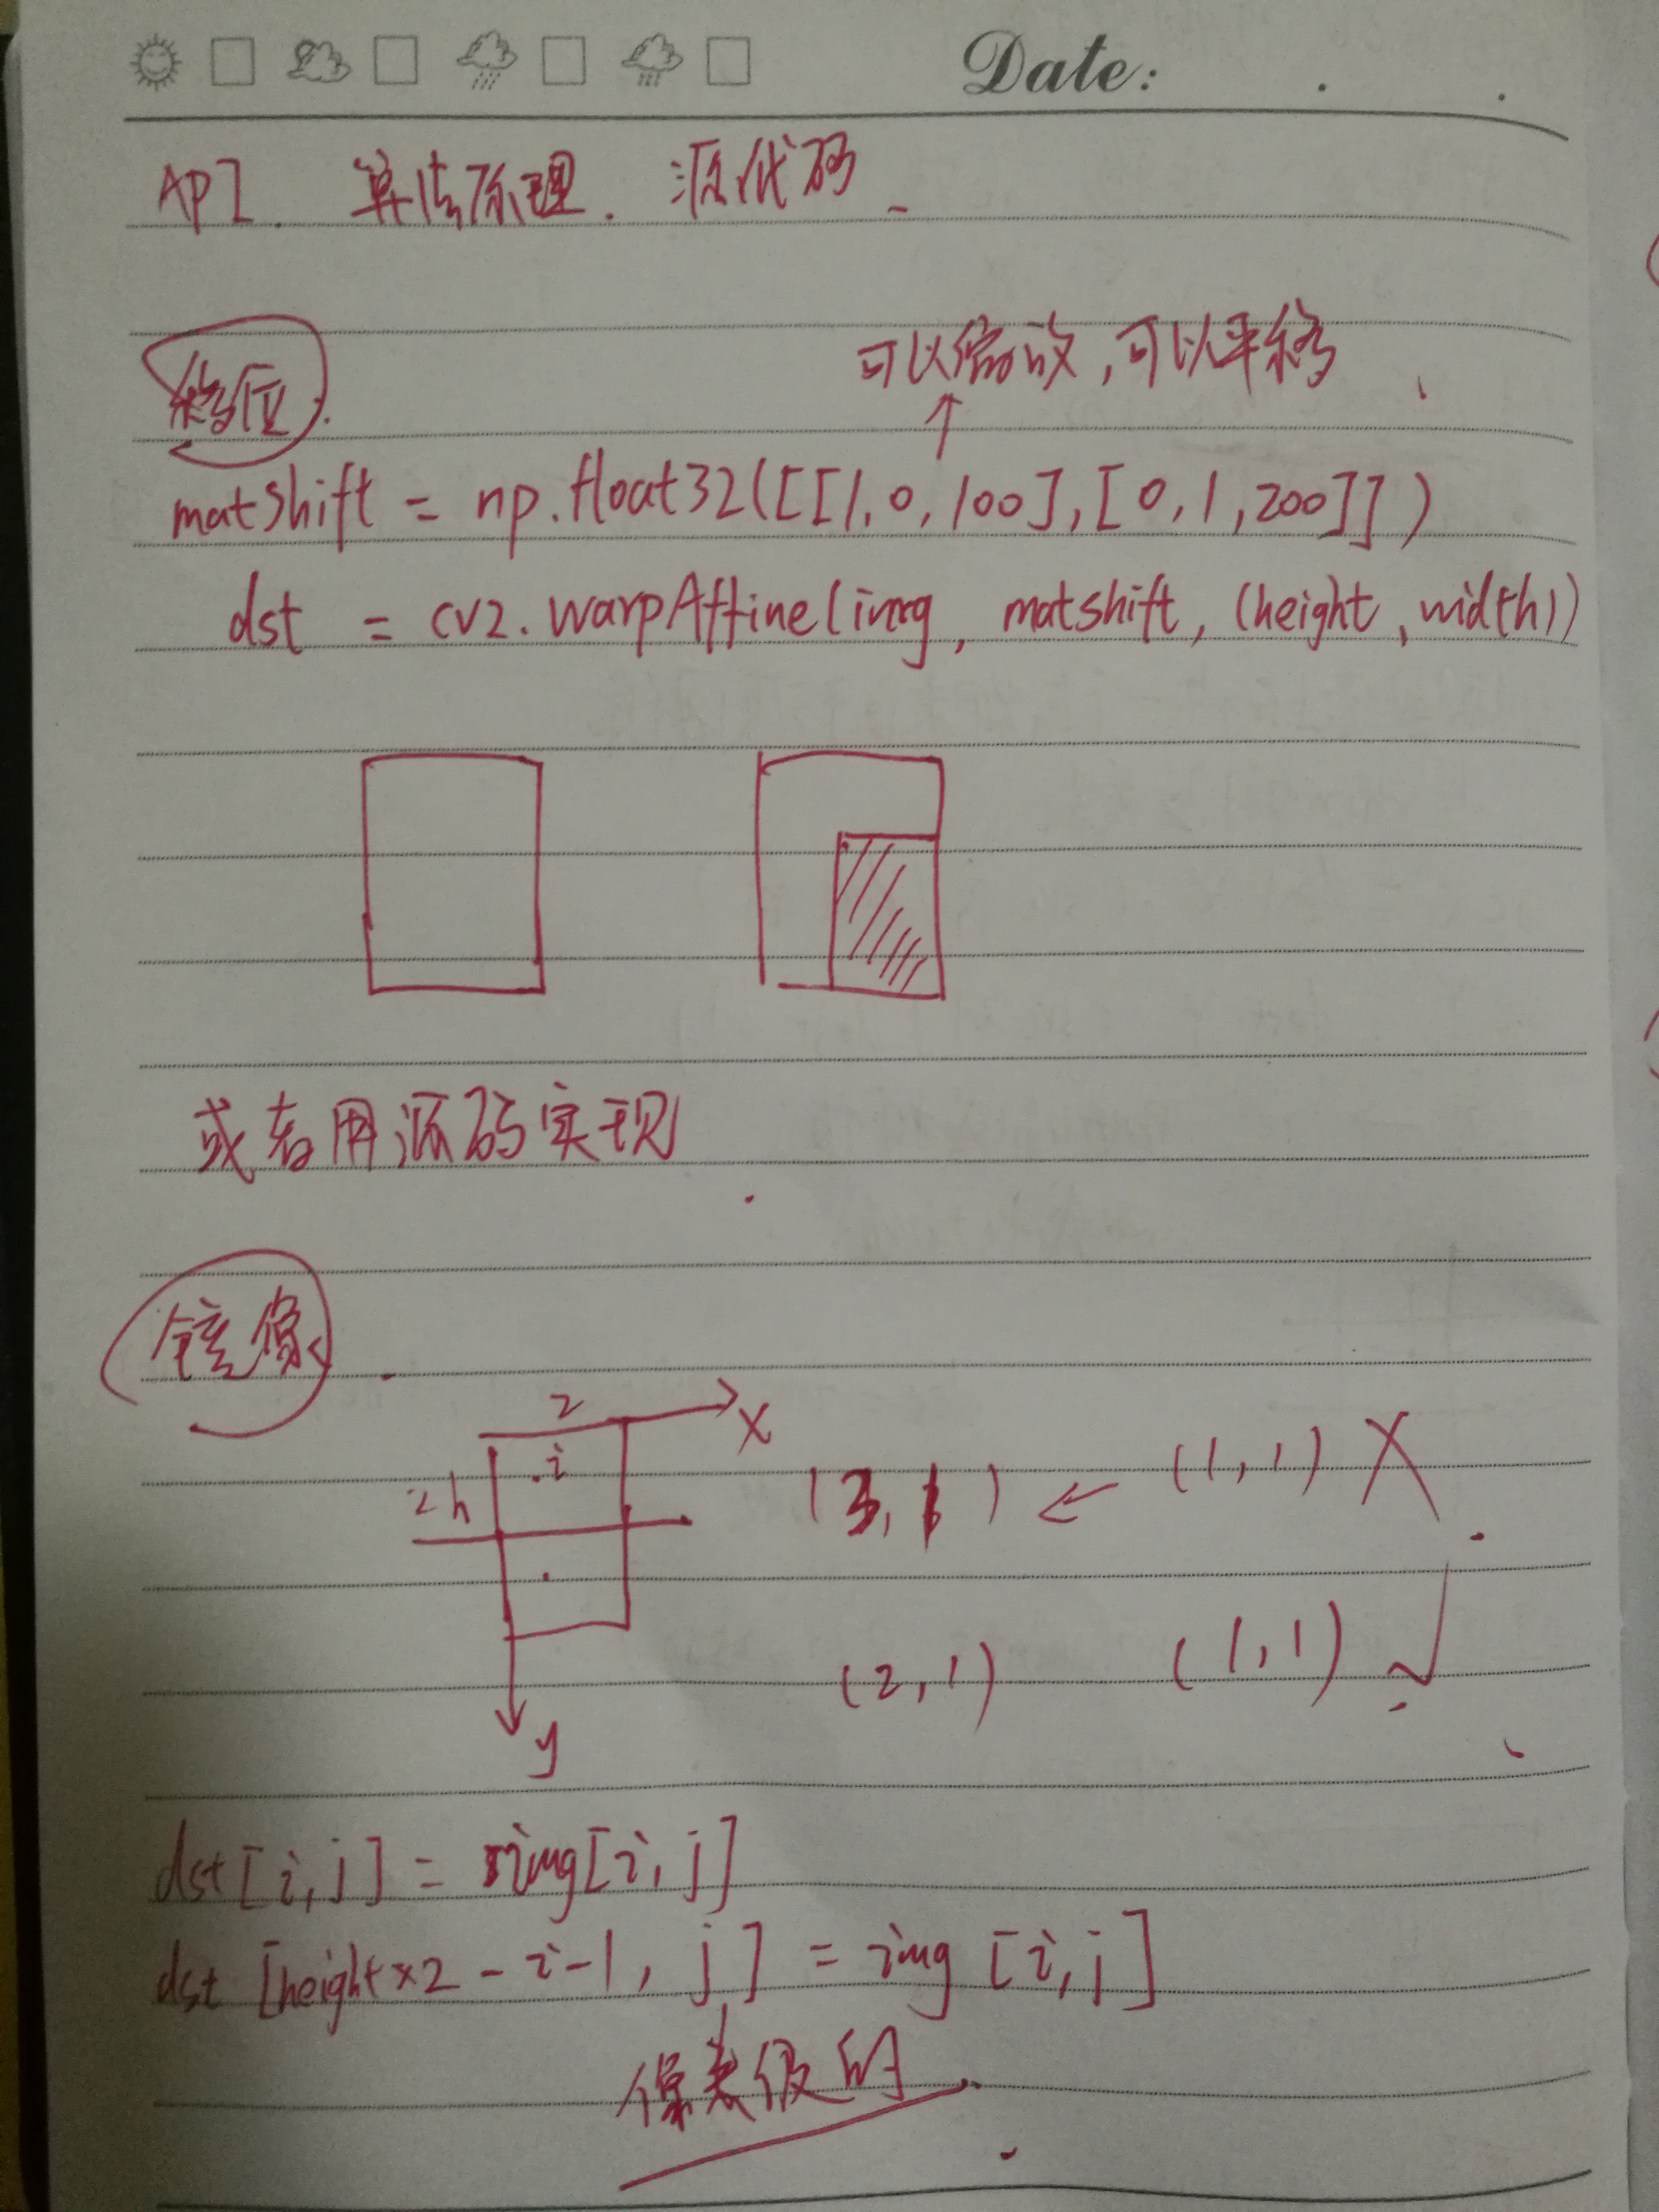 Date: . .
API. 算法原理. 源代码
移位.
可以缩放,可以平移
↑
matshift = np.float32([[1,0,100],[0,1,200]])
dst = cv2.warpAffine(img, matshift, (height, width))
或者用源码实现
镜像.
2 X
.i
2 h
(3,1) ← (1,1) X
(2,1) (1,1) √
y
dst[i,j] = img[i,j]
dst [height×2-i-1, j] = img [i,j]
像素级的